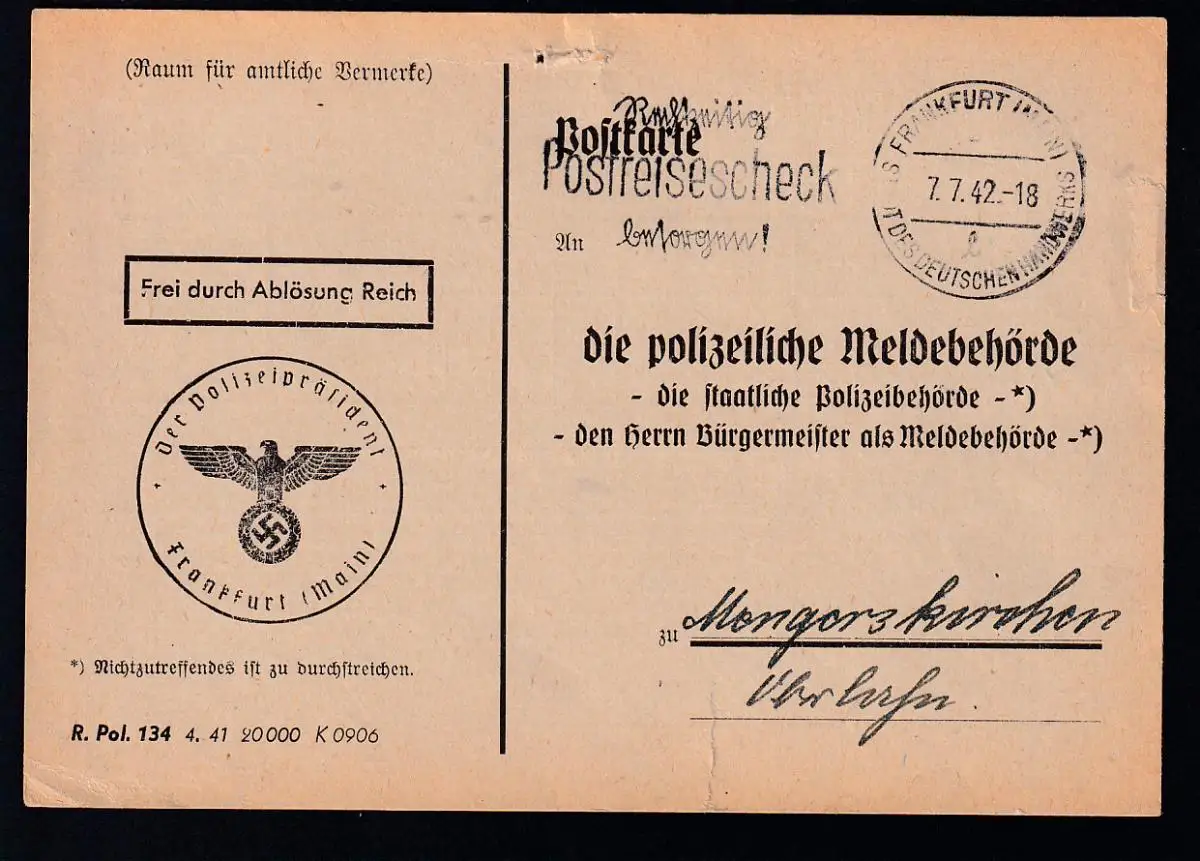 (Raum für amtliche Vermerke)
Frei durch Ablösung Reich
Der Polizeipräsident
Frankfurt (Main)
*) Nichtzutreffendes ist zu durchstreichen.
R. Pol. 134 4. 41 20000 K 0906
Rechtzeitig
Postkarte
Postreisescheck
An
besorgen!
FRANKFURT (MAIN)
7.7.42.-18
DES DEUTSCHEN HANDWERKS
die polizeiliche Meldebehörde
- die staatliche Polizeibehörde -*)
- den Herrn Bürgermeister als Meldebehörde -*)
zu Mengerskirchen
Oberlahn.